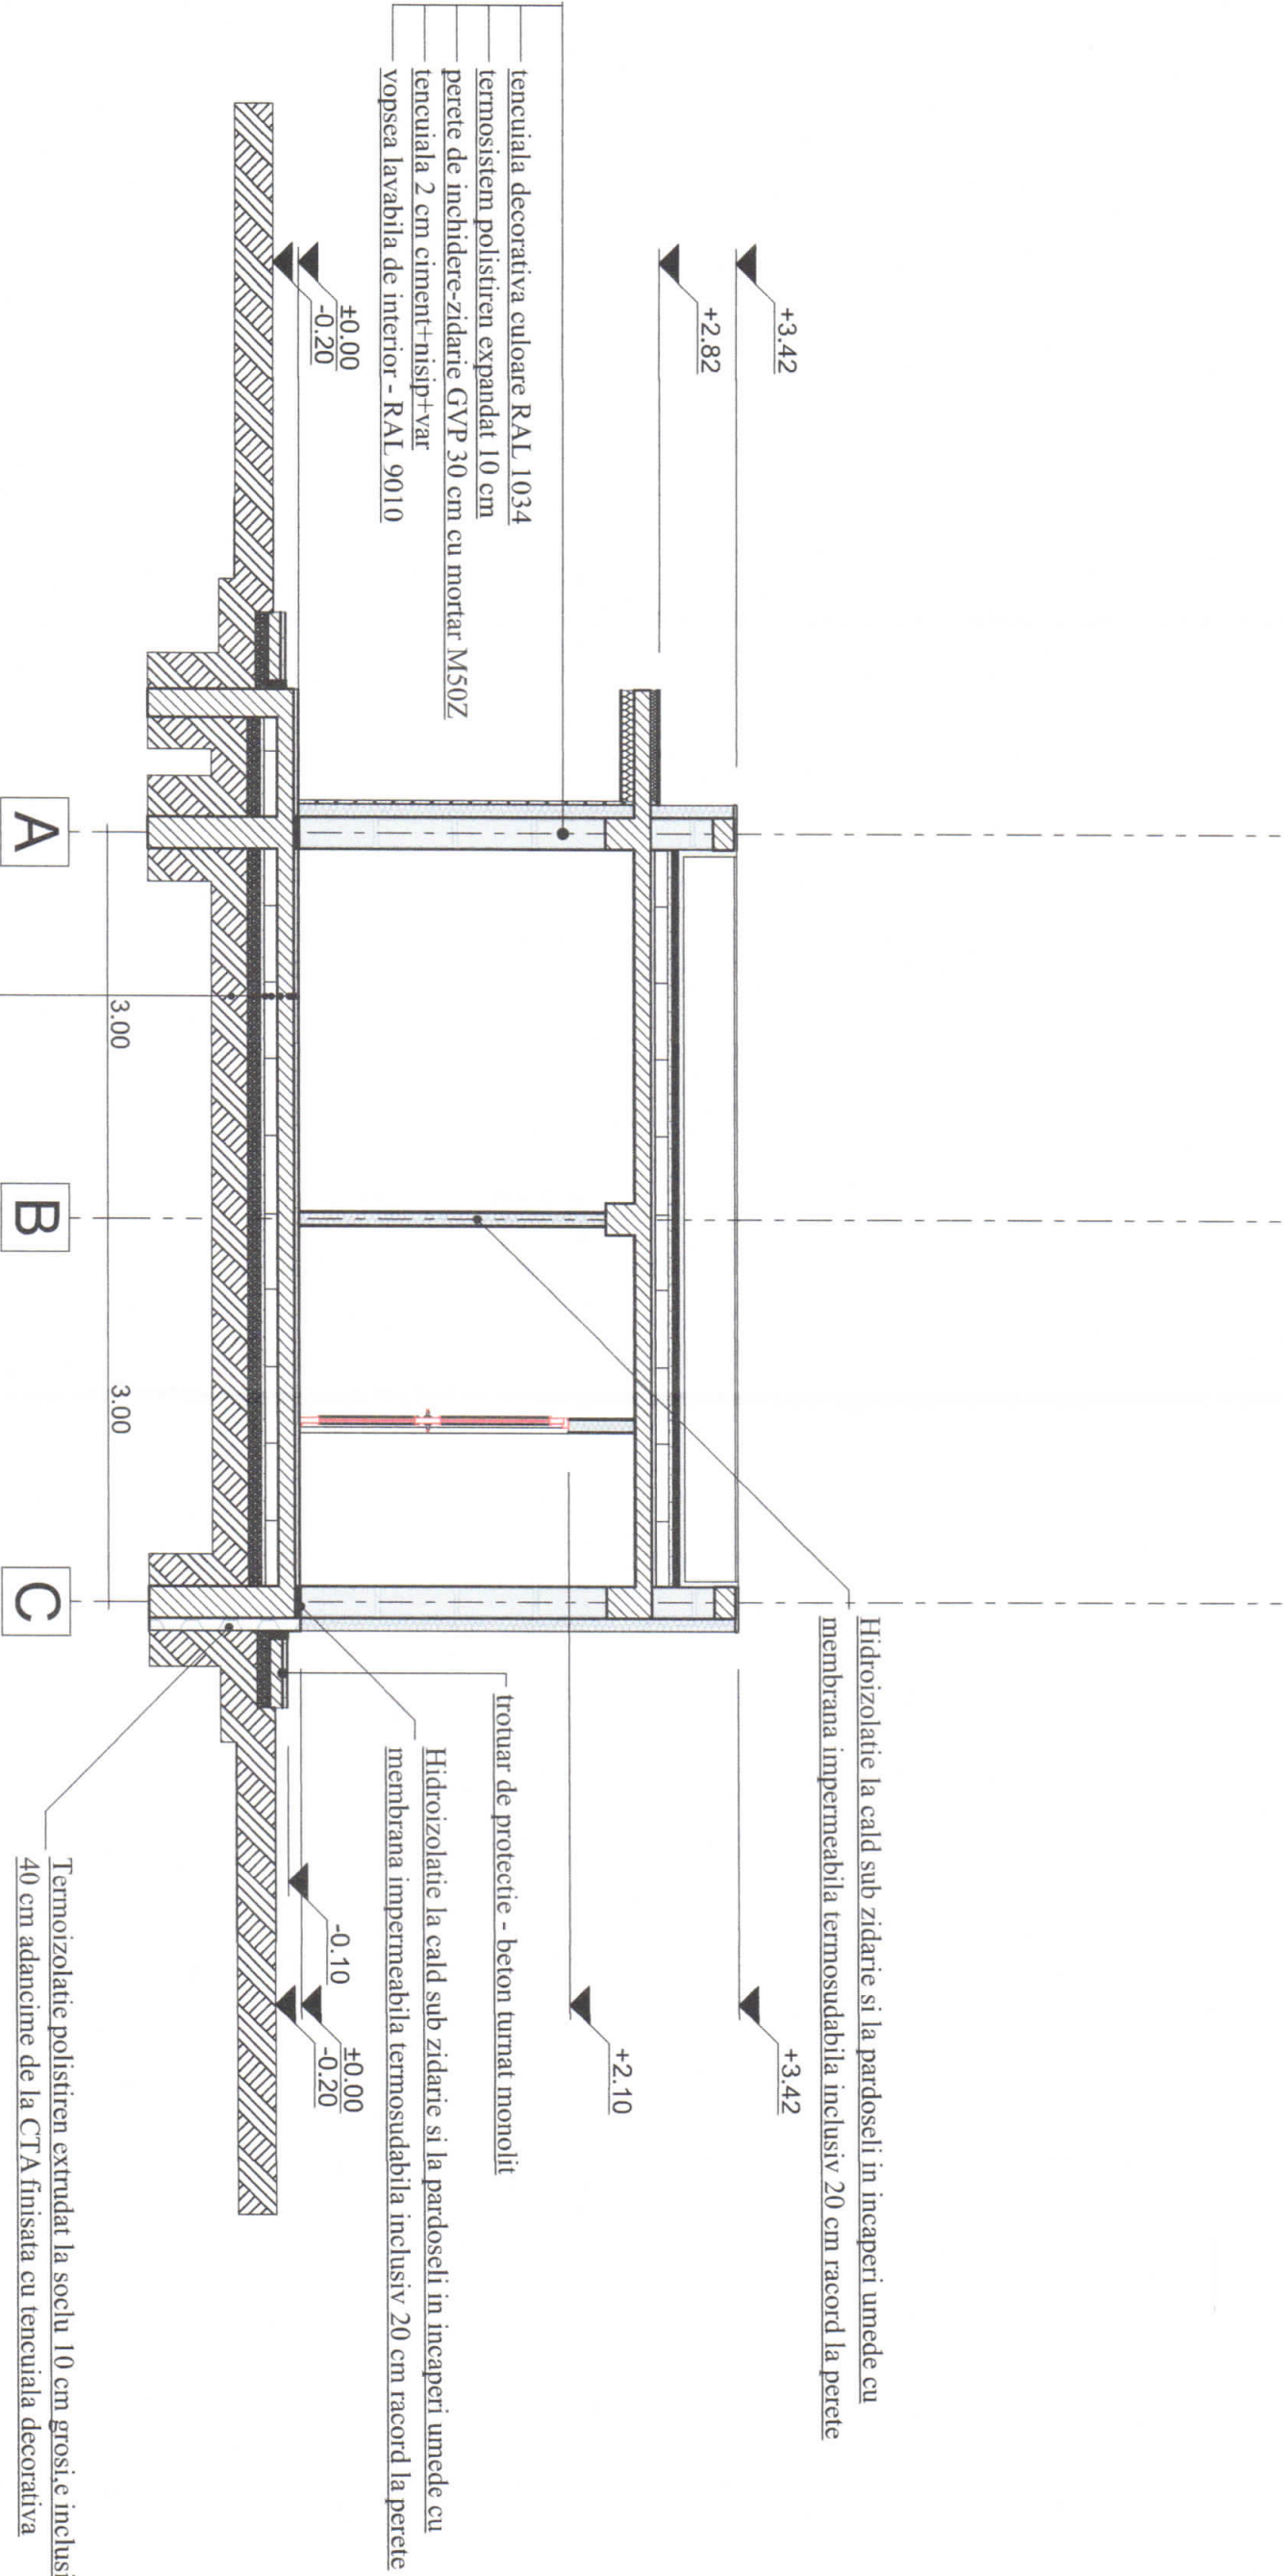 +3.42
+2.82
Hidroizolatie la cald sub zidarie si la pardoseli in incaperi umede cu
membrana impermeabila termosudabila inclusiv 20 cm racord la perete
+3.42
+2.10
tencuiala decorativa culoare RAL 1034
termosistem polistiren expandat 10 cm
perete de inchidere-zidarie GVP 30 cm cu mortar M50Z
tencuiala 2 cm ciment+nisip+var
vopsea lavabila de interior - RAL 9010
trotuar de protectie - beton turnat monolit
Hidroizolatie la cald sub zidarie si la pardoseli in incaperi umede cu
membrana impermeabila termosudabila inclusiv 20 cm racord la perete
±0.00
-0.20
-0.10
±0.00
-0.20
3.00
3.00
Termoizolatie polistiren extrudat la soclu 10 cm grosi,e inclusi
40 cm adancime de la CTA finisata cu tencuiala decorativa
A
B
C